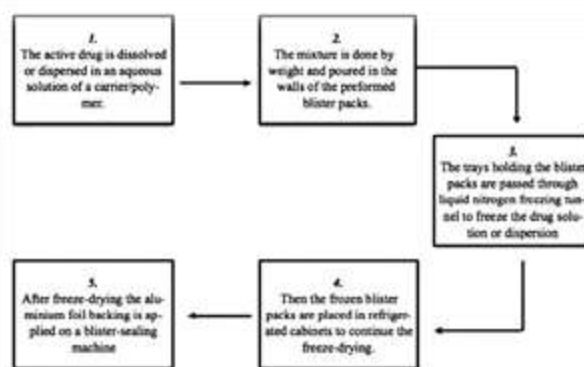 1.
The active drug is dissolved
or dispersed in an aqueous
solution of a carrier/poly-
mer.
2.
The mixture is done by
weight and poured in the
walls of the preformed
blister packs.
3.
The trays holding the blister
packs are passed through
liquid nitrogen freezing tun-
nel to freeze the drug solu-
tion or dispersion
4.
Then the frozen blister
packs are placed in refriger-
ated cabinets to continue the
freeze-drying.
5.
After freeze-drying the alu-
minium foil backing is ap-
plied on a blister-sealing
machine